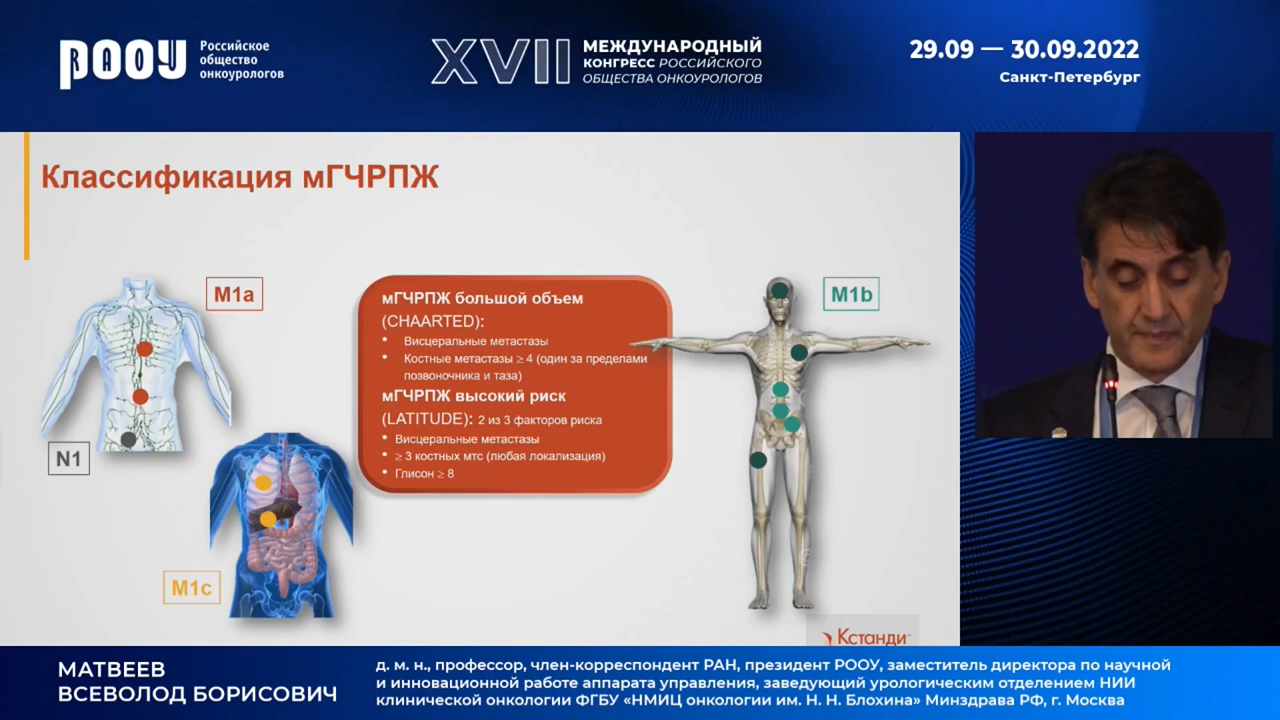 РООУ
RAOU
Российское
общество
онкоурологов
XVII
МЕЖДУНАРОДНЫЙ
КОНГРЕСС РОССИЙСКОГО
ОБЩЕСТВА ОНКОУРОЛОГОВ
29.09 — 30.09.2022
Санкт-Петербург
Классификация мГЧРПЖ
M1a
N1
M1c
мГЧРПЖ большой объем
(CHAARTED):
• Висцеральные метастазы
• Костные метастазы ≥ 4 (один за пределами
позвоночника и таза)
мГЧРПЖ высокий риск
(LATITUDE): 2 из 3 факторов риска
• Висцеральные метастазы
• ≥ 3 костных мтс (любая локализация)
• Глисон ≥ 8
M1b
Кстанди™
МАТВЕЕВ
ВСЕВОЛОД БОРИСОВИЧ
д. м. н., профессор, член-корреспондент РАН, президент РООУ, заместитель директора по научной
и инновационной работе аппарата управления, заведующий урологическим отделением НИИ
клинической онкологии ФГБУ «НМИЦ онкологии им. Н. Н. Блохина» Минздрава РФ, г. Москва